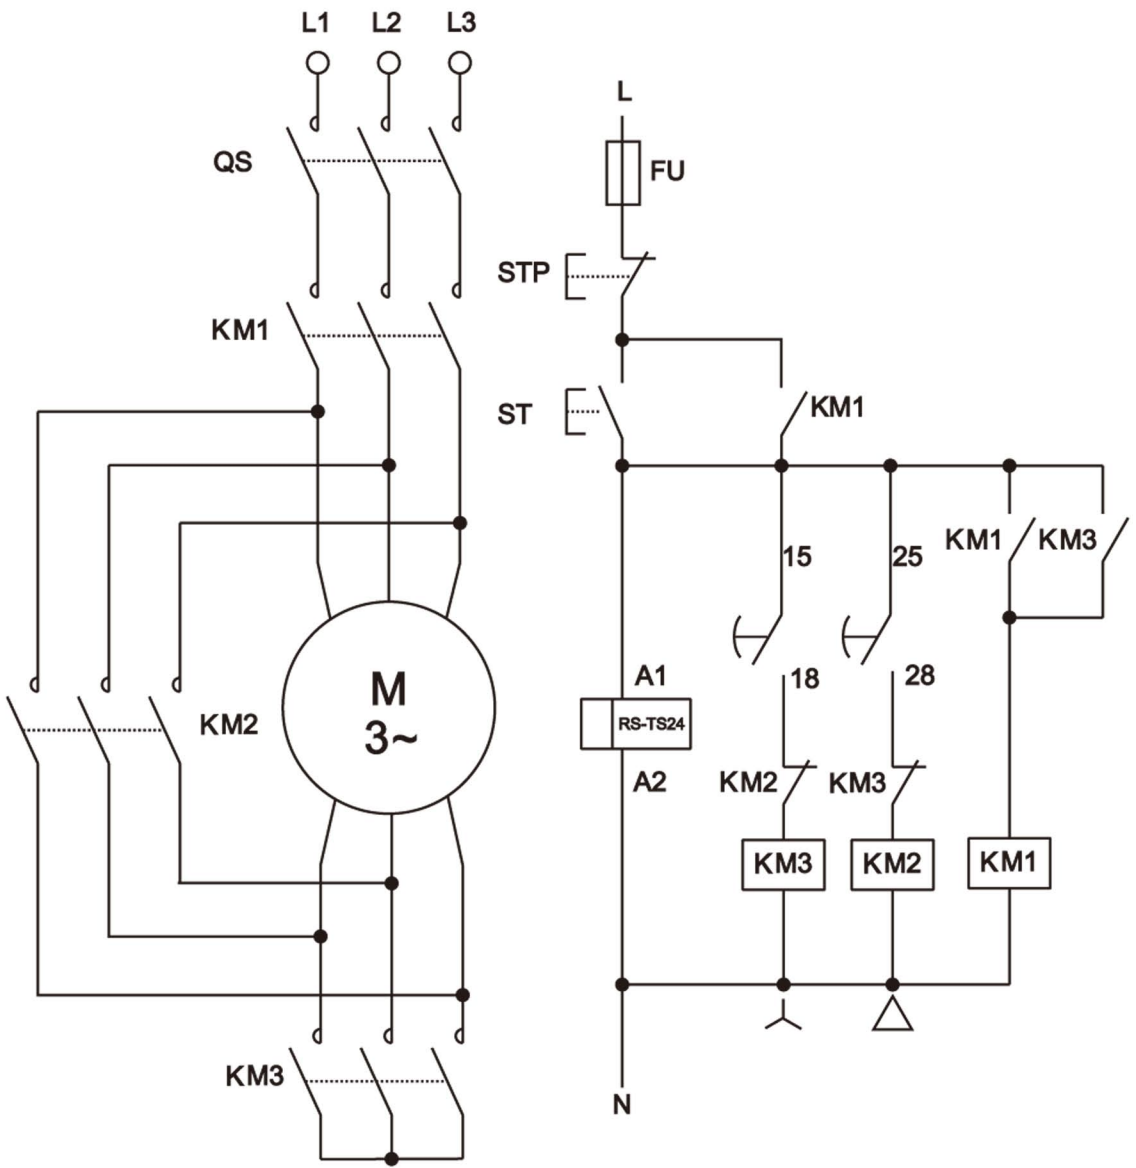 L1 L2 L3
QS
KM1
KM2
M
3~
KM3
L
FU
STP
ST
KM1
KM1 KM3
15 25
18 28
A1
RS-TS24
A2
KM2 KM3
KM3 KM2 KM1
N